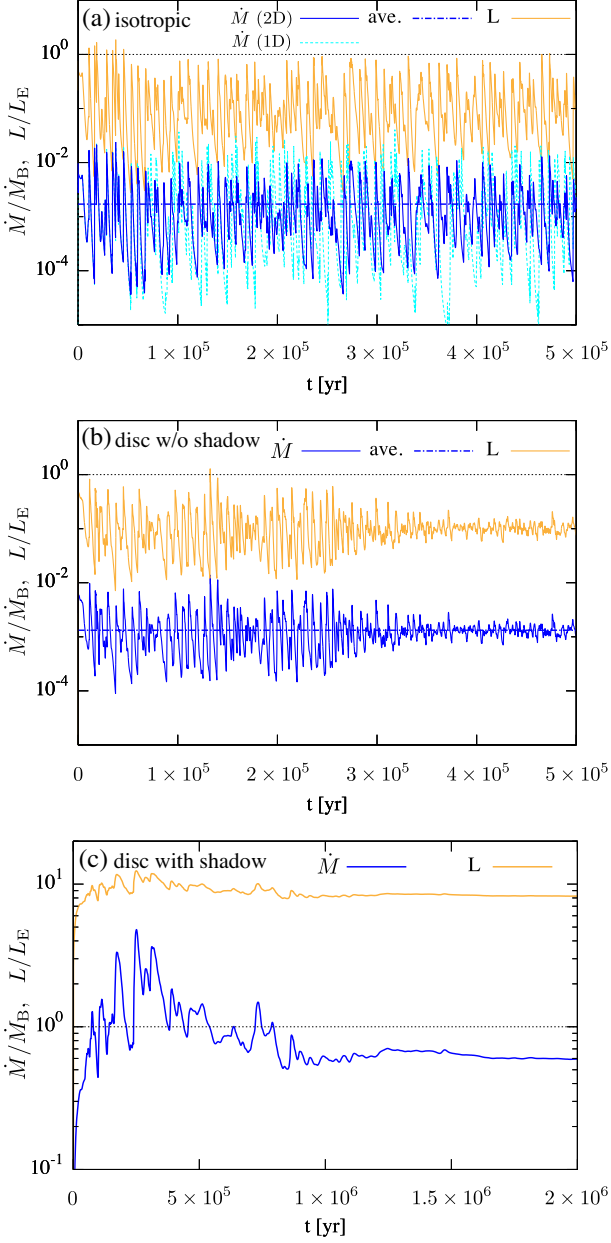 (a) isotropic Ṁ (2D) ave. L
Ṁ (1D)
10^0
10^-2
10^-4
Ṁ/Ṁ_B, L/L_E
0 1 × 10^5 2 × 10^5 3 × 10^5 4 × 10^5 5 × 10^5
t [yr]
(b) disc w/o shadow Ṁ ave. L
10^0
10^-2
10^-4
Ṁ/Ṁ_B, L/L_E
0 1 × 10^5 2 × 10^5 3 × 10^5 4 × 10^5 5 × 10^5
t [yr]
(c) disc with shadow Ṁ L
10^1
10^0
10^-1
Ṁ/Ṁ_B, L/L_E
0 5 × 10^5 1 × 10^6 1.5 × 10^6 2 × 10^6
t [yr]